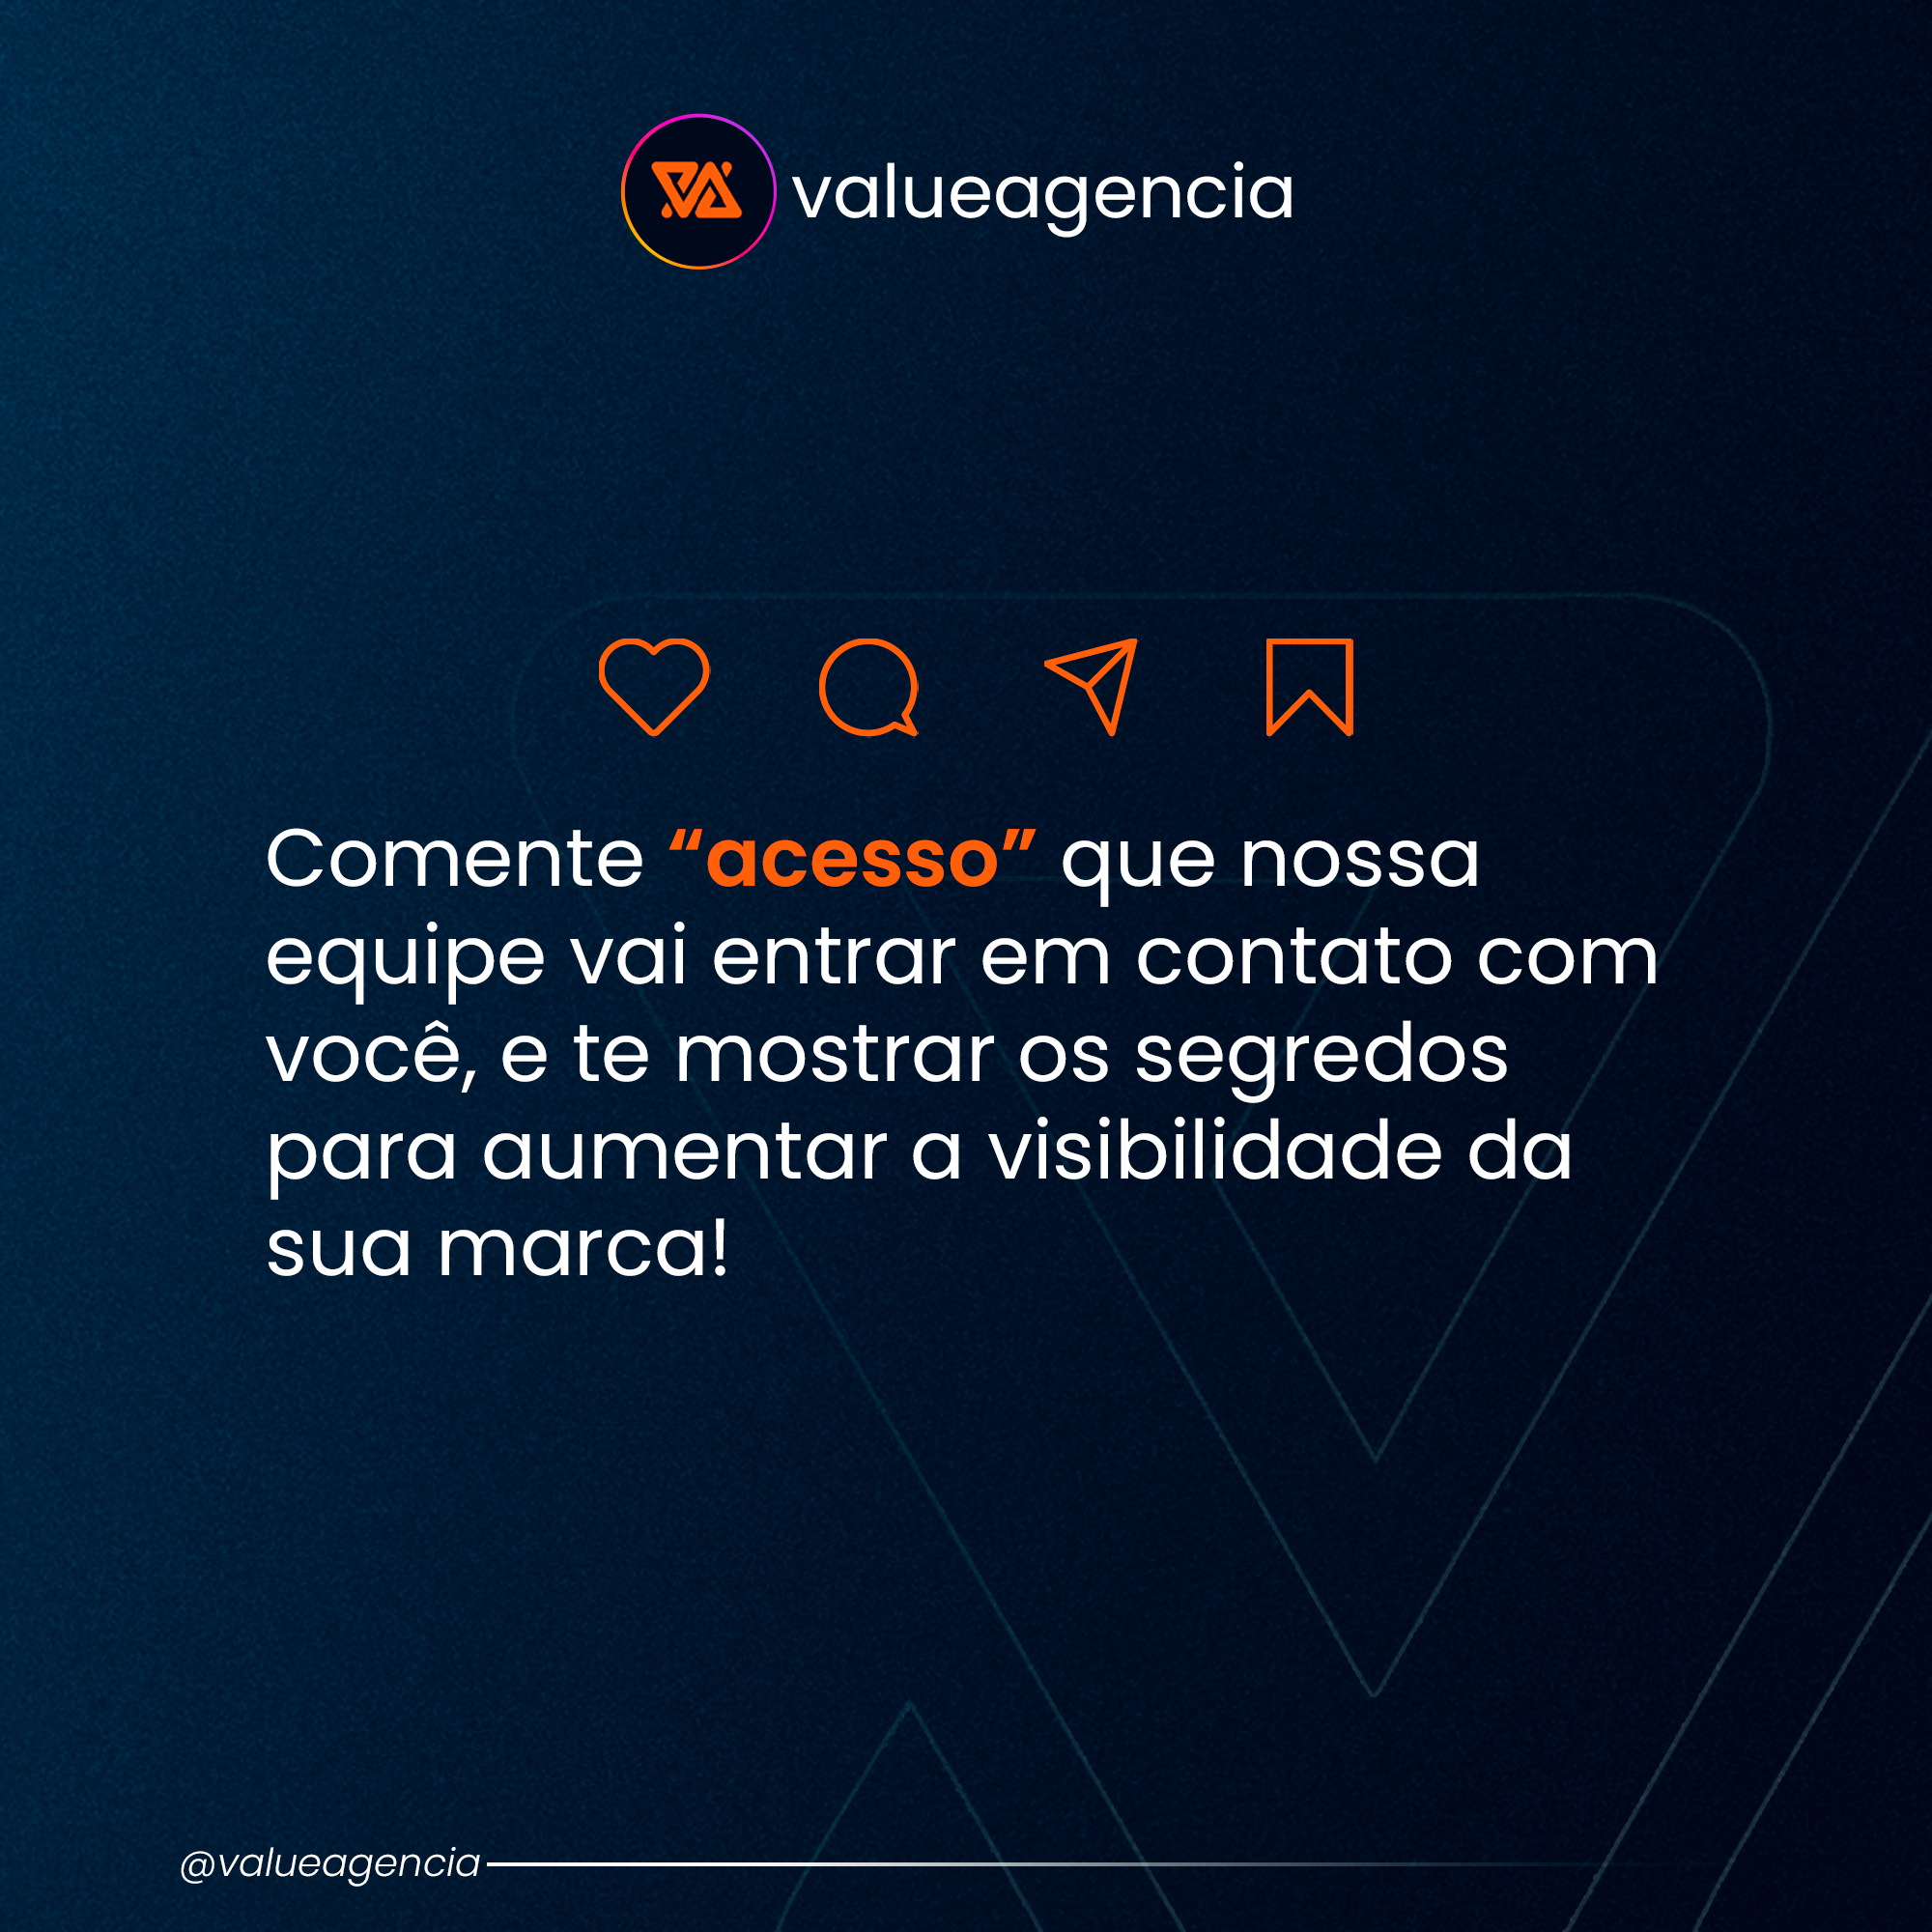 valueagencia
Comente “acesso” que nossa
equipe vai entrar em contato com
você, e te mostrar os segredos
para aumentar a visibilidade da
sua marca!
@valueagencia